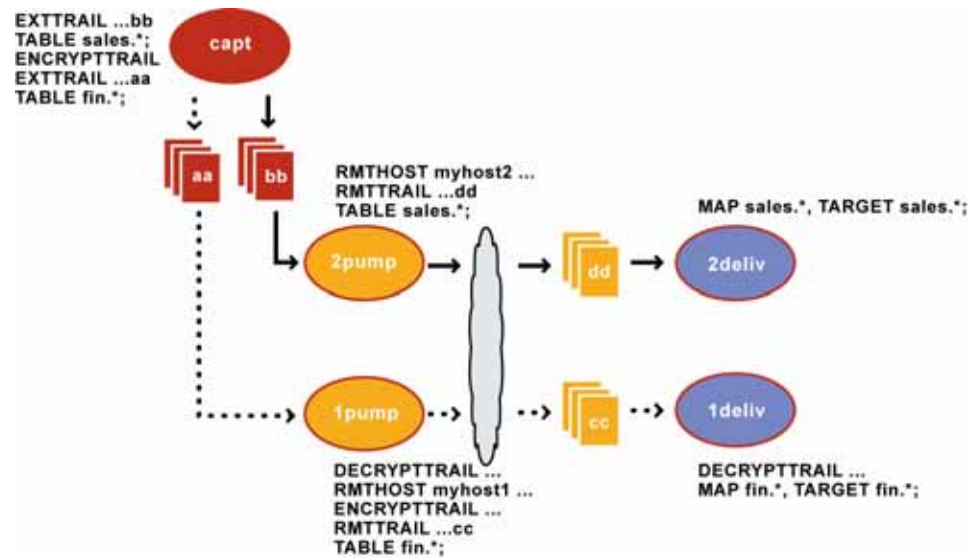 EXTTRAIL ...bb
TABLE sales.*;
ENCRYPTTRAIL
EXTTRAIL ...aa
TABLE fin.*;
capt
aa
bb
RMTHOST myhost2 ...
RMTTRAIL ...dd
TABLE sales.*;
MAP sales.*, TARGET sales.*;
2pump
dd
2deliv
1pump
cc
1deliv
DECRYPTTRAIL ...
RMTHOST myhost1 ...
ENCRYPTTRAIL ...
RMTTRAIL ...cc
TABLE fin.*;
DECRYPTTRAIL ...
MAP fin.*, TARGET fin.*;